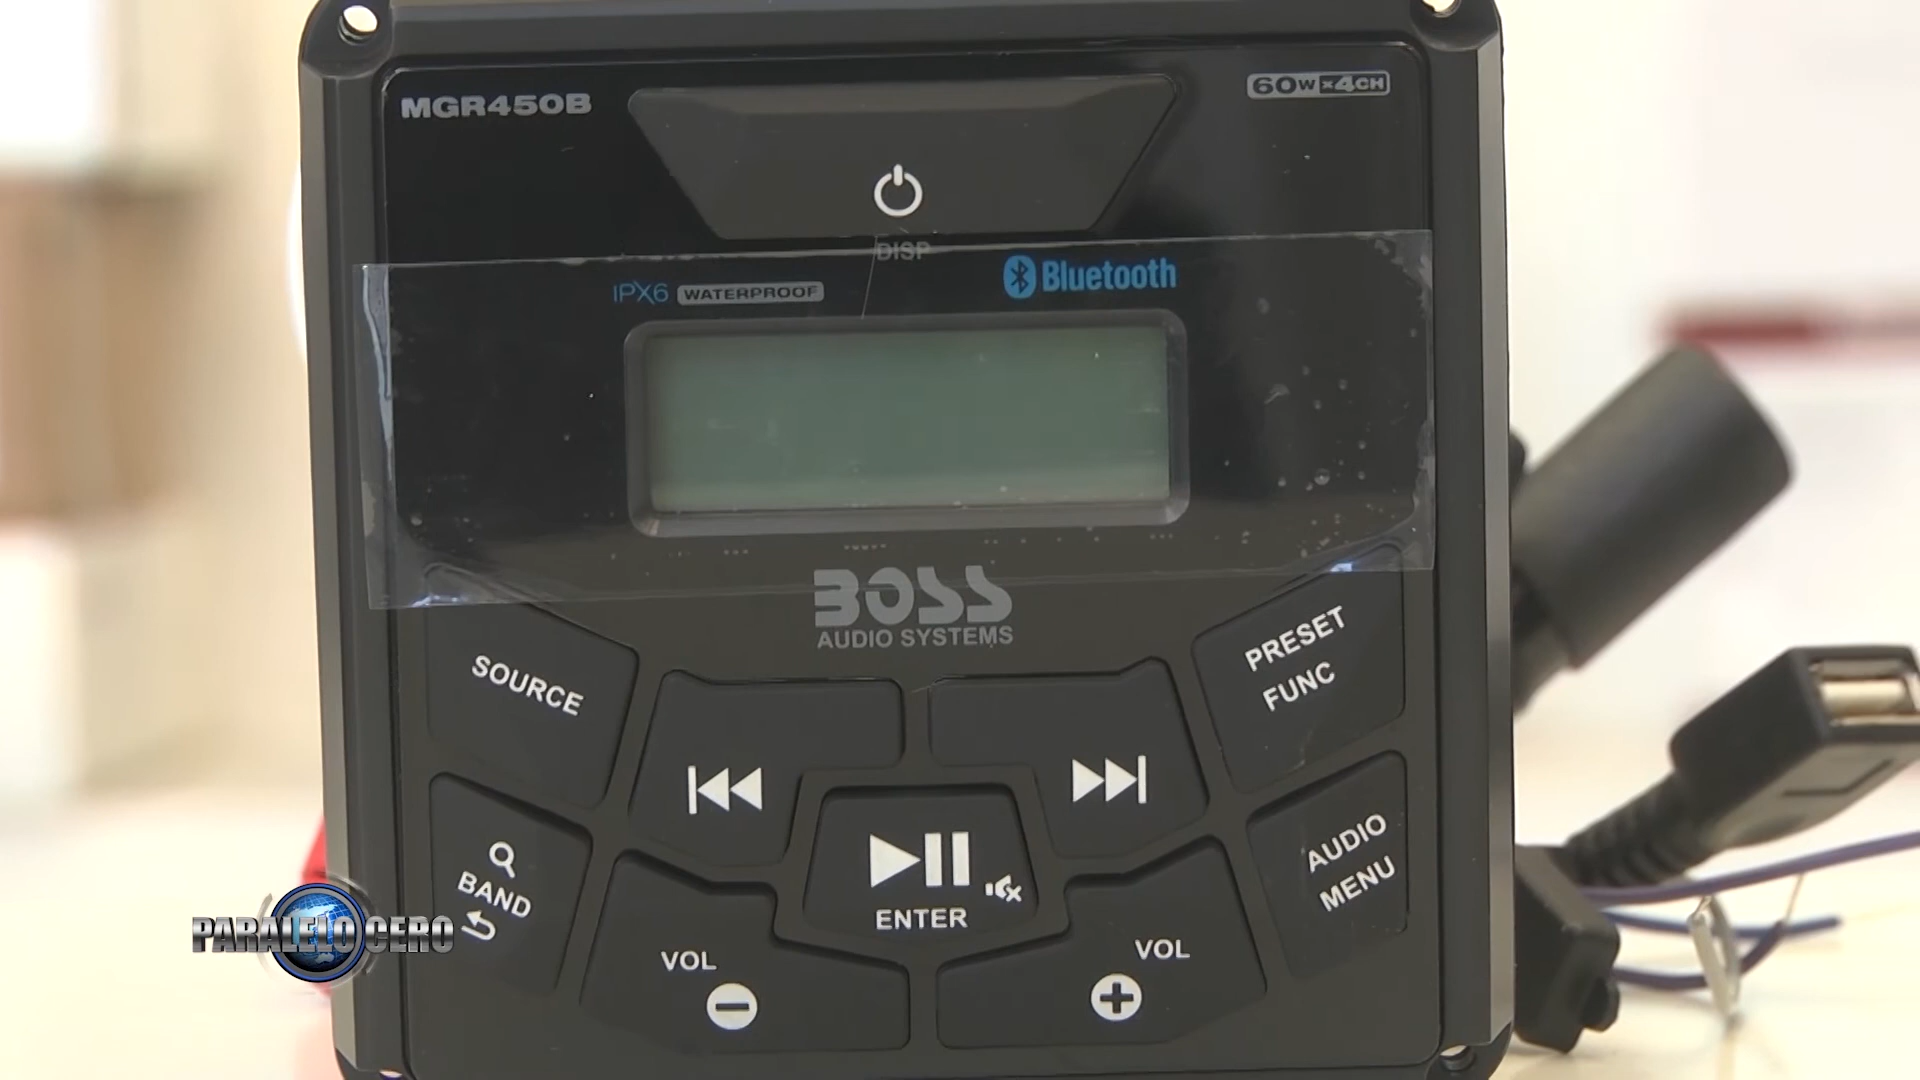 MGR450B
60W x 4CH
DISP
IPX6 WATERPROOF
Bluetooth
BOSS
AUDIO SYSTEMS
SOURCE
PRESET
FUNC
BAND
ENTER
AUDIO
MENU
VOL
VOL
PARALELO CERO